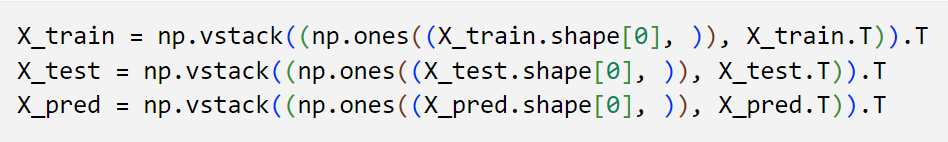 X_train = np.vstack((np.ones((X_train.shape[0], )), X_train.T)).T
X_test = np.vstack((np.ones((X_test.shape[0], )), X_test.T)).T
X_pred = np.vstack((np.ones((X_pred.shape[0], )), X_pred.T)).T